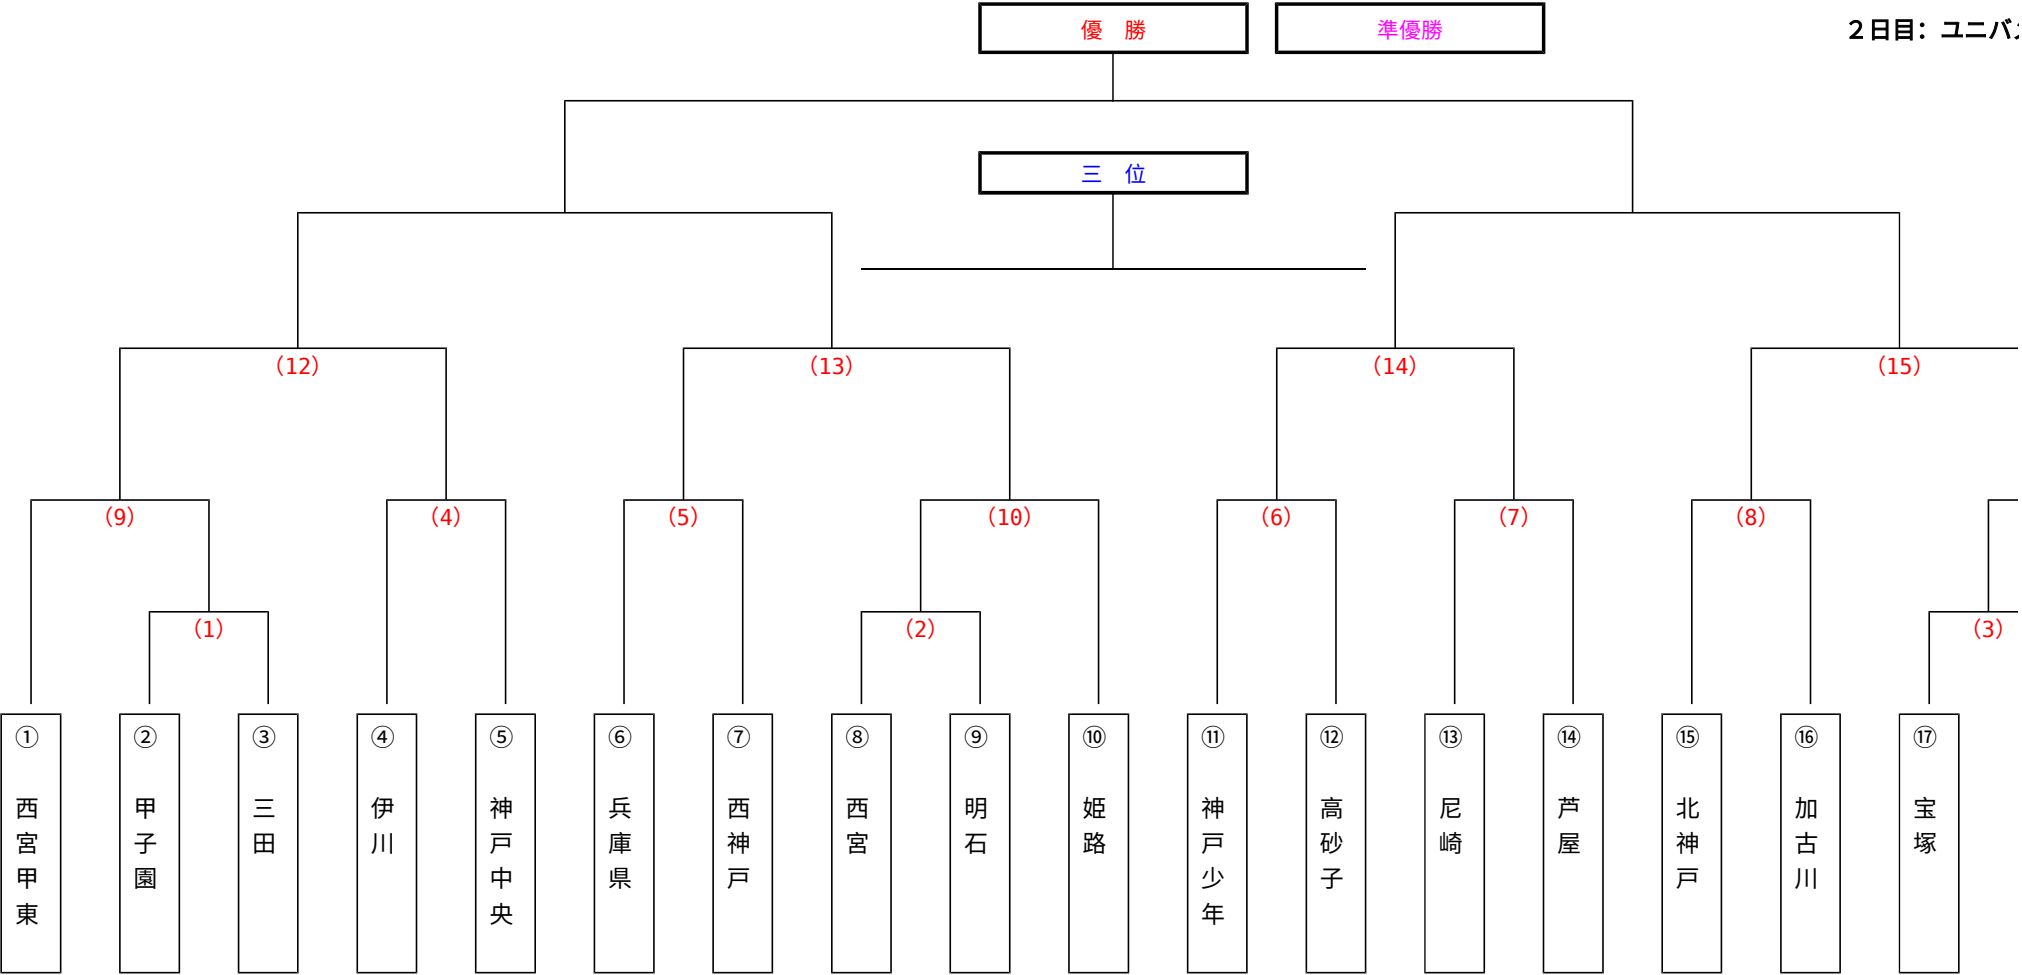 優　勝
準優勝
２日目：ユニバ
三　位
（12）
（13）
（14）
（15）
（9）
（4）
（5）
（10）
（6）
（7）
（8）
（1）
（2）
（3）
① 西宮甲東
② 甲子園
③ 三田
④ 伊川
⑤ 神戸中央
⑥ 兵庫県
⑦ 西神戸
⑧ 西宮
⑨ 明石
⑩ 姫路
⑪ 神戸少年
⑫ 高砂子
⑬ 尼崎
⑭ 芦屋
⑮ 北神戸
⑯ 加古川
⑰ 宝塚